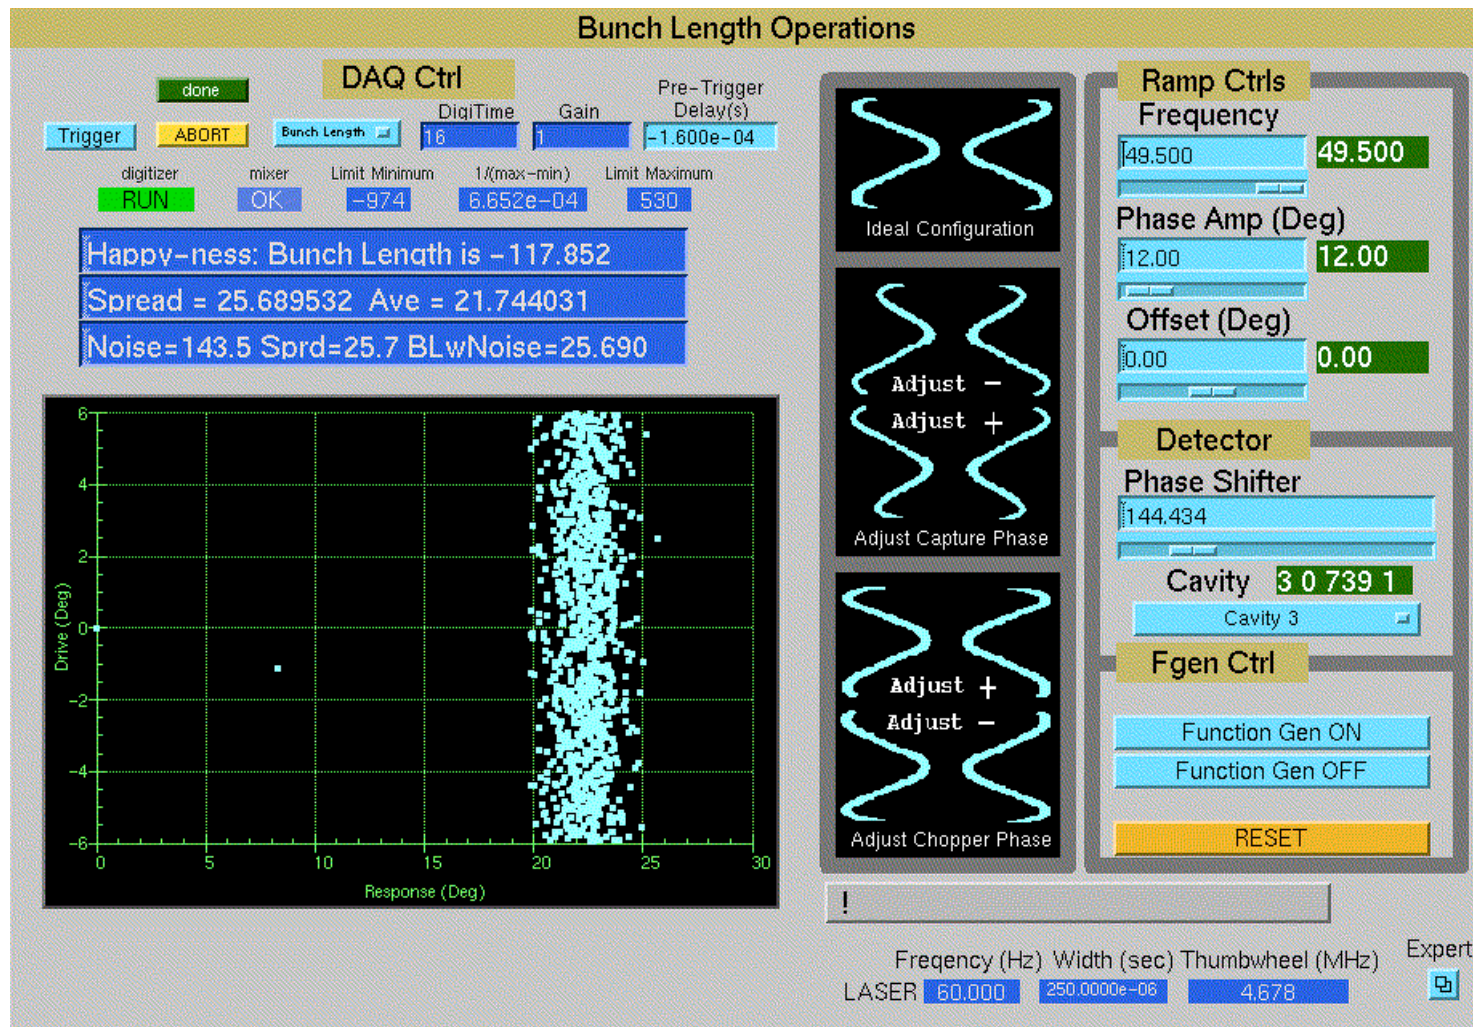 Bunch Length Operations
DAQ Ctrl
done
Trigger
ABORT
Bunch Length
DigiTime
16
Gain
1
Pre-Trigger
Delay(s)
-1.600e-04
digitizer
RUN
mixer
OK
Limit Minimum
-974
1/(max-min)
6.652e-04
Limit Maximum
530
Happy-ness: Bunch Length is -117.852
Spread = 25.689532 Ave = 21.744031
Noise=143.5 Sprd=25.7 BLwNoise=25.690
Drive (Deg)
6
4
2
0
-2
-4
-6
0 5 10 15 20 25 30
Response (Deg)
Ideal Configuration
Adjust -
Adjust +
Adjust Capture Phase
Adjust +
Adjust -
Adjust Chopper Phase
Ramp Ctrls
Frequency
49.500 49.500
Phase Amp (Deg)
12.00 12.00
Offset (Deg)
0.00 0.00
Detector
Phase Shifter
144.434
Cavity 3 0 739 1
Cavity 3
Fgen Ctrl
Function Gen ON
Function Gen OFF
RESET
!
Freqency (Hz) Width (sec) Thumbwheel (MHz)
LASER 60.000 250.0000e-06 4.678
Expert